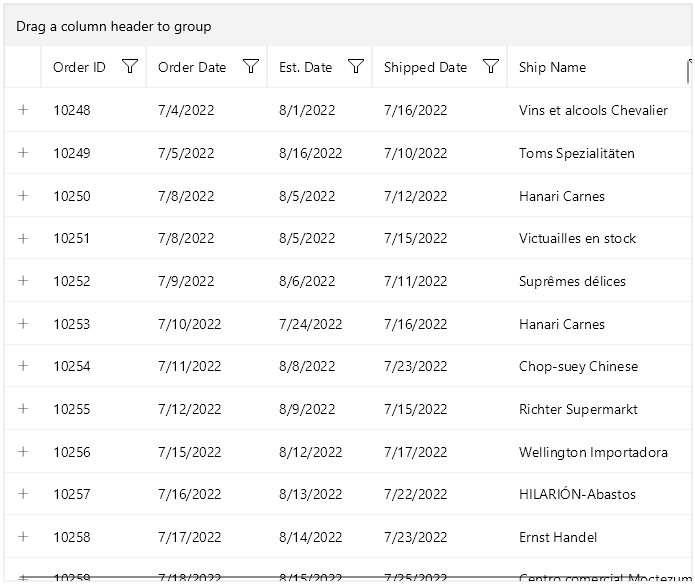 Drag a column header to group
Order ID Order Date Est. Date Shipped Date Ship Name
10248 7/4/2022 8/1/2022 7/16/2022 Vins et alcools Chevalier
10249 7/5/2022 8/16/2022 7/10/2022 Toms Spezialitäten
10250 7/8/2022 8/5/2022 7/12/2022 Hanari Carnes
10251 7/8/2022 8/5/2022 7/15/2022 Victuailles en stock
10252 7/9/2022 8/6/2022 7/11/2022 Suprêmes délices
10253 7/10/2022 7/24/2022 7/16/2022 Hanari Carnes
10254 7/11/2022 8/8/2022 7/23/2022 Chop-suey Chinese
10255 7/12/2022 8/9/2022 7/15/2022 Richter Supermarkt
10256 7/15/2022 8/12/2022 7/17/2022 Wellington Importadora
10257 7/16/2022 8/13/2022 7/22/2022 HILARIÓN-Abastos
10258 7/17/2022 8/14/2022 7/23/2022 Ernst Handel
10259 7/18/2022 8/15/2022 7/25/2022 Centro comercial Moctezum